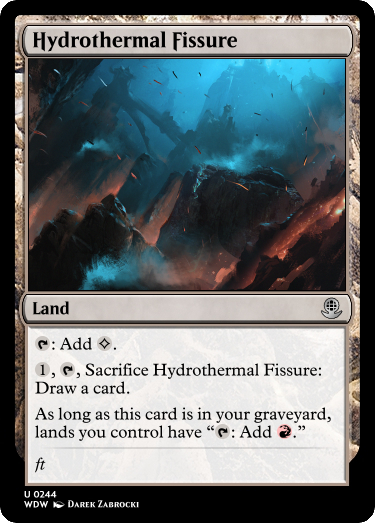 Hydrothermal Fissure
Land
: Add .
1, , Sacrifice Hydrothermal Fissure:
Draw a card.
As long as this card is in your graveyard,
lands you control have “: Add .”
ft
U 0244
WDW DAREK ZABROCKI